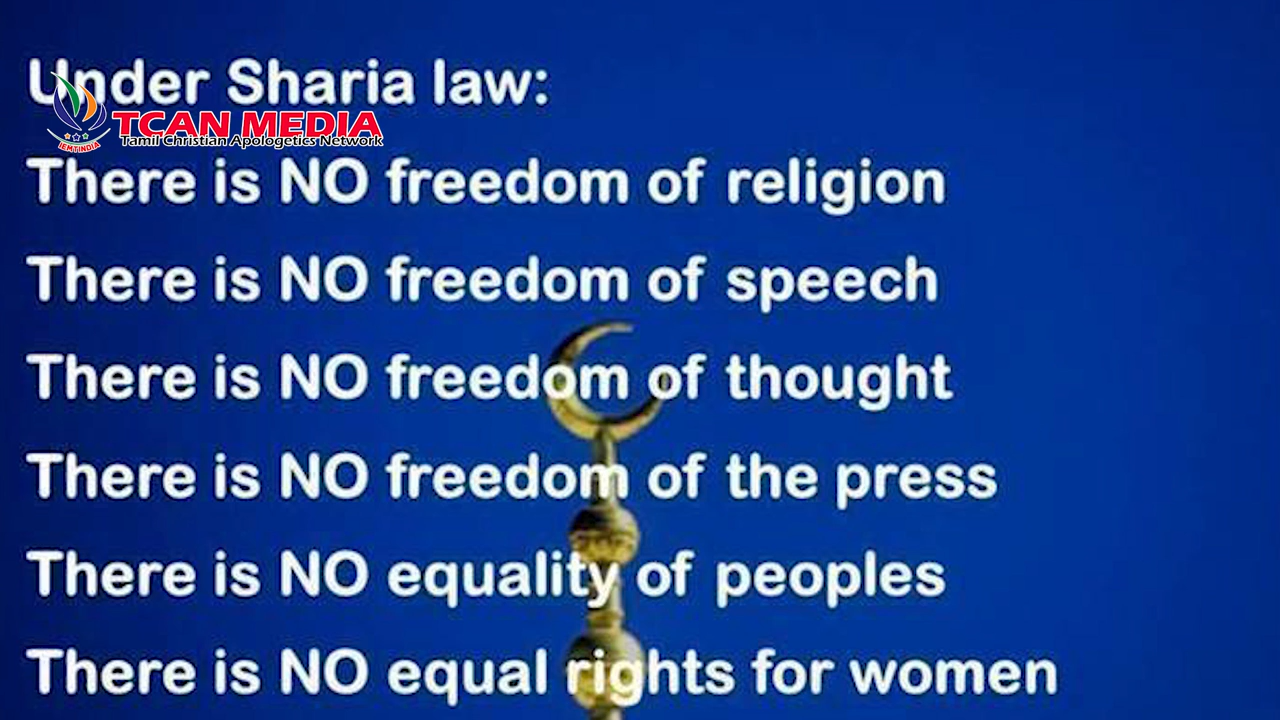 Under Sharia law:
TCAN MEDIA
Tamil Christian Apologetics Network
IEMTINDIA
There is NO freedom of religion
There is NO freedom of speech
There is NO freedom of thought
There is NO freedom of the press
There is NO equality of peoples
There is NO equal rights for women